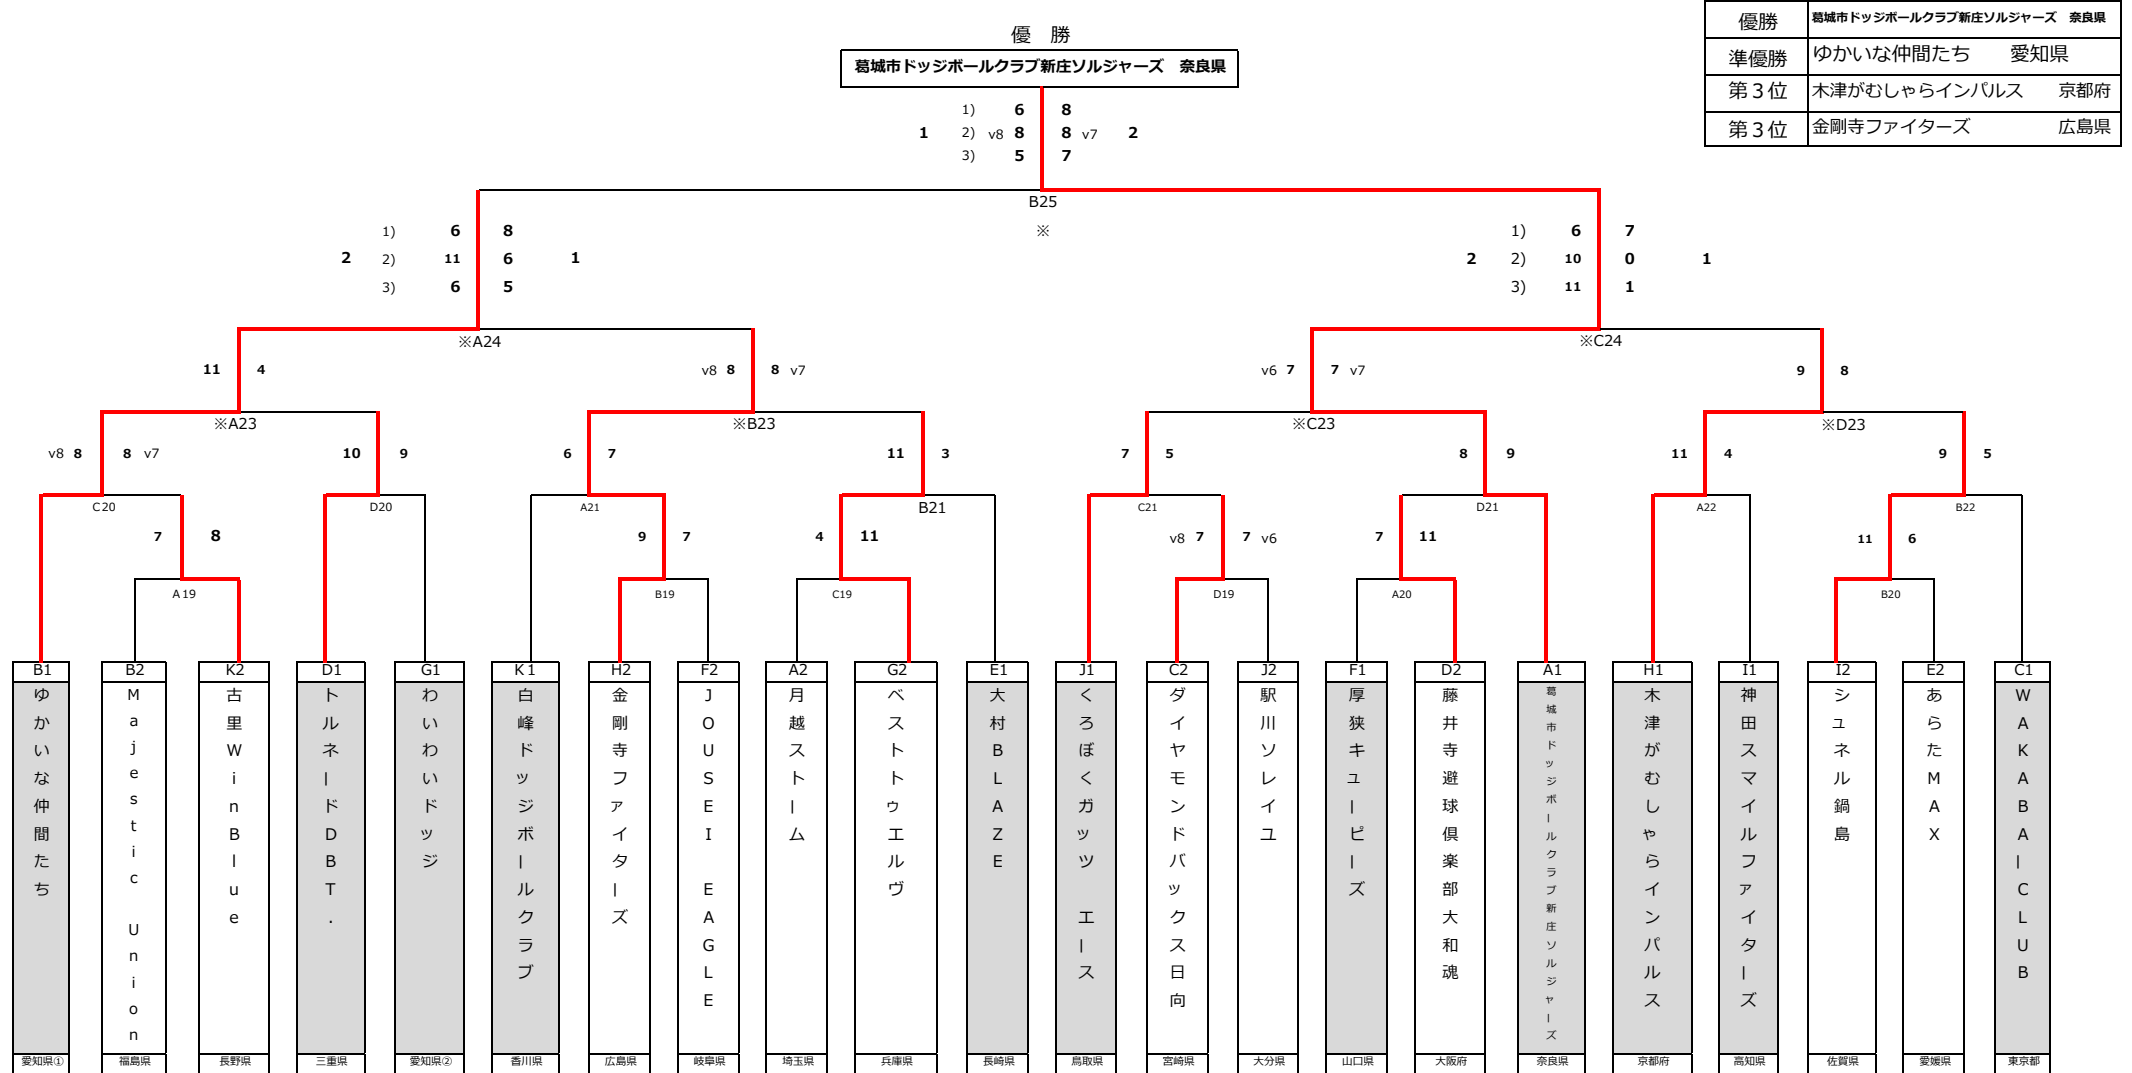 優勝 葛城市ドッジボールクラブ新庄ソルジャーズ 奈良県
準優勝 ゆかいな仲間たち 愛知県
第３位 木津がむしゃらインパルス 京都府
第３位 金剛寺ファイターズ 広島県
優 勝
葛城市ドッジボールクラブ新庄ソルジャーズ 奈良県
1) 6 8
1 2) v8 8 8 v7 2
3) 5 7
B25
※
1) 6 8
2 2) 11 6 1
3) 6 5
1) 6 7
2 2) 10 0 1
3) 11 1
※A24 ※C24
11 4 v8 8 8 v7 v6 7 7 v7 9 8
※A23 ※B23 ※C23 ※D23
v8 8 8 v7 10 9 6 7 11 3 7 5 8 9 11 4 9 5
C20 D20 A21 B21 C21 D21 A22 B22
7 8 9 7 4 11 v8 7 7 v6 7 11 11 6
A19 B19 C19 D19 A20 B20
B1 B2 K2 D1 G1 K1 H2 F2 A2 G2 E1 J1 C2 J2 F1 D2 A1 H1 I1 I2 E2 C1
ゆかいな仲間たち
Majestic Union
古里WinBlue
トルネードDBT.
わいわいドッジ
白峰ドッジボールクラブ
金剛寺ファイターズ
JOUSEI EAGLE
月越ストーム
ベストトゥエルヴ
大村BLAZE
くろぼくガッツ エース
ダイヤモンドバックス日向
駅川ソレイユ
厚狭キューピーズ
藤井寺避球倶楽部大和魂
葛城市ドッジボールクラブ新庄ソルジャーズ
木津がむしゃらインパルス
神田スマイルファイターズ
シュネル鍋島
あらたMAX
WAKABAーCLUB
愛知県① 福島県 長野県 三重県 愛知県② 香川県 広島県 岐阜県 埼玉県 兵庫県 長崎県 鳥取県 宮崎県 大分県 山口県 大阪府 奈良県 京都府 高知県 佐賀県 愛媛県 東京都